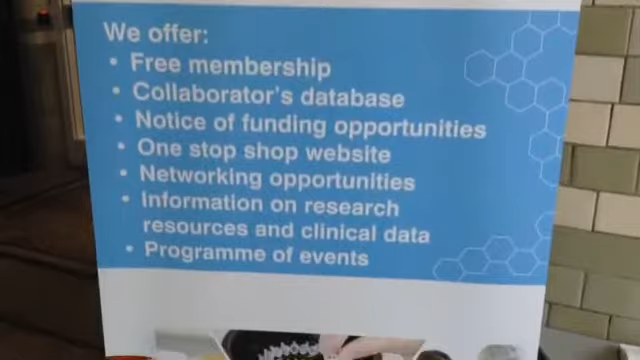 We offer:
• Free membership
• Collaborator's database
• Notice of funding opportunities
• One stop shop website
• Networking opportunities
• Information on research
resources and clinical data
• Programme of events